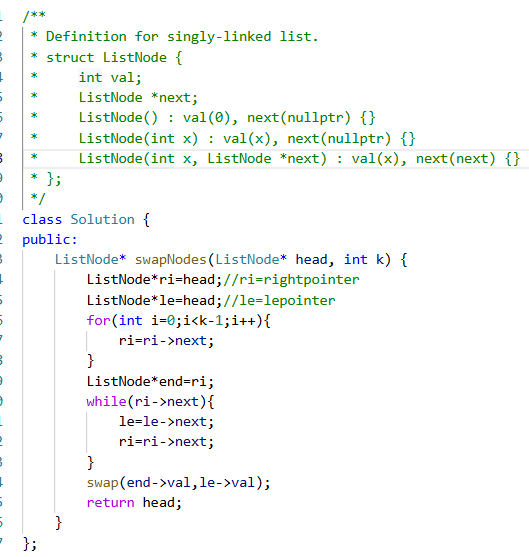 /**
 * Definition for singly-linked list.
 * struct ListNode {
 *     int val;
 *     ListNode *next;
 *     ListNode() : val(0), next(nullptr) {}
 *     ListNode(int x) : val(x), next(nullptr) {}
 *     ListNode(int x, ListNode *next) : val(x), next(next) {}
 * };
 */
class Solution {
public:
    ListNode* swapNodes(ListNode* head, int k) {
        ListNode*ri=head;//ri=rightpointer
        ListNode*le=head;//le=lepointer
        for(int i=0;i<k-1;i++){
            ri=ri->next;
        }
        ListNode*end=ri;
        while(ri->next){
            le=le->next;
            ri=ri->next;
        }
        swap(end->val,le->val);
        return head;
    }
};